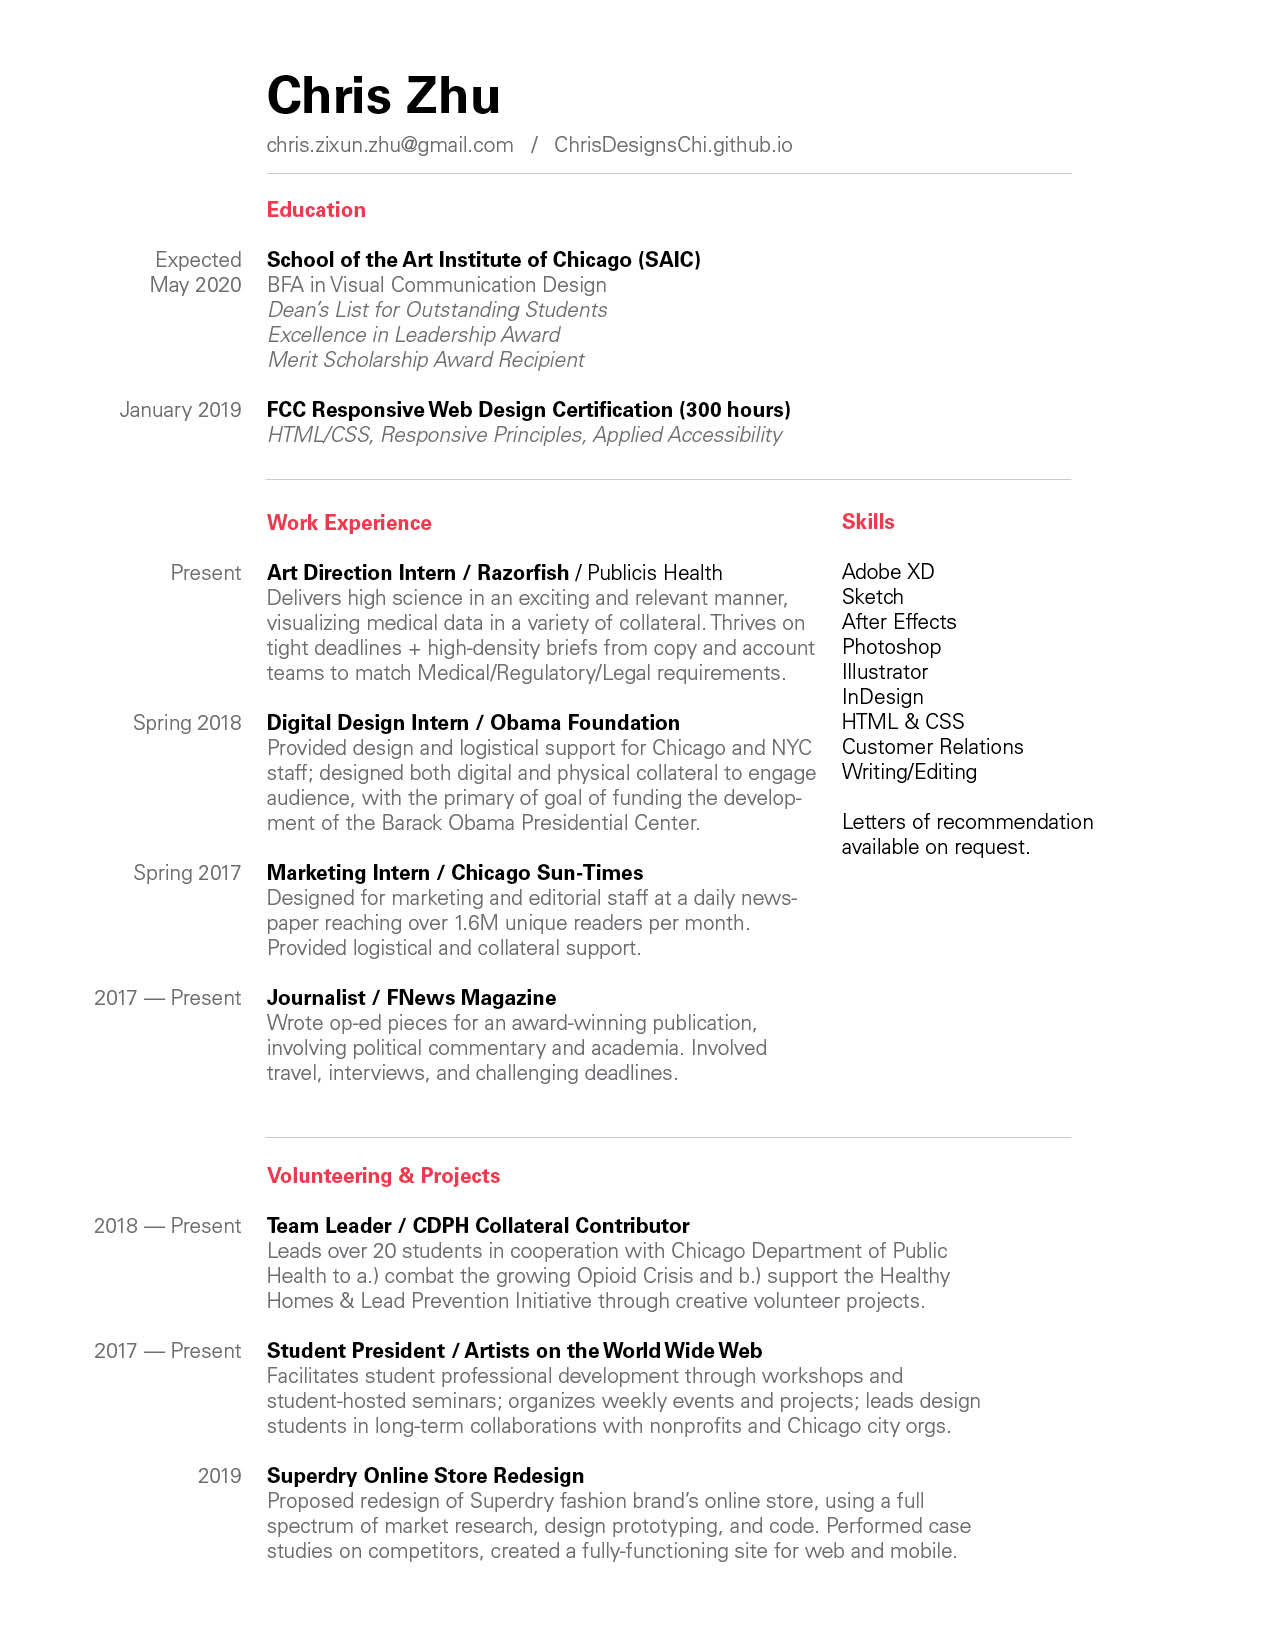 Chris Zhu
chris.zixun.zhu@gmail.com / ChrisDesignsChi.github.io
Education
Expected
May 2020
School of the Art Institute of Chicago (SAIC)
BFA in Visual Communication Design
Dean's List for Outstanding Students
Excellence in Leadership Award
Merit Scholarship Award Recipient
January 2019
FCC Responsive Web Design Certification (300 hours)
HTML/CSS, Responsive Principles, Applied Accessibility
Work Experience
Present
Art Direction Intern / Razorfish / Publicis Health
Delivers high science in an exciting and relevant manner,
visualizing medical data in a variety of collateral. Thrives on
tight deadlines + high-density briefs from copy and account
teams to match Medical/Regulatory/Legal requirements.
Spring 2018
Digital Design Intern / Obama Foundation
Provided design and logistical support for Chicago and NYC
staff; designed both digital and physical collateral to engage
audience, with the primary of goal of funding the develop-
ment of the Barack Obama Presidential Center.
Spring 2017
Marketing Intern / Chicago Sun-Times
Designed for marketing and editorial staff at a daily news-
paper reaching over 1.6M unique readers per month.
Provided logistical and collateral support.
2017 — Present
Journalist / FNews Magazine
Wrote op-ed pieces for an award-winning publication,
involving political commentary and academia. Involved
travel, interviews, and challenging deadlines.
Skills
Adobe XD
Sketch
After Effects
Photoshop
Illustrator
InDesign
HTML & CSS
Customer Relations
Writing/Editing
Letters of recommendation
available on request.
Volunteering & Projects
2018 — Present
Team Leader / CDPH Collateral Contributor
Leads over 20 students in cooperation with Chicago Department of Public
Health to a.) combat the growing Opioid Crisis and b.) support the Healthy
Homes & Lead Prevention Initiative through creative volunteer projects.
2017 — Present
Student President / Artists on the World Wide Web
Facilitates student professional development through workshops and
student-hosted seminars; organizes weekly events and projects; leads design
students in long-term collaborations with nonprofits and Chicago city orgs.
2019
Superdry Online Store Redesign
Proposed redesign of Superdry fashion brand's online store, using a full
spectrum of market research, design prototyping, and code. Performed case
studies on competitors, created a fully-functioning site for web and mobile.